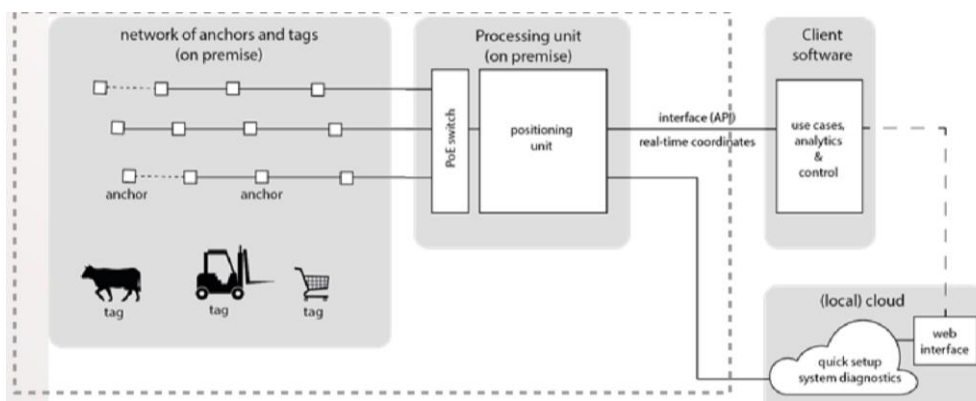 network of anchors and tags
(on premise)
anchor
anchor
tag
tag
tag
Processing unit
(on premise)
PoE switch
positioning
unit
interface (API)
real-time coordinates
Client
software
use cases,
analytics
&
control
(local) cloud
quick setup
system diagnostics
web
interface